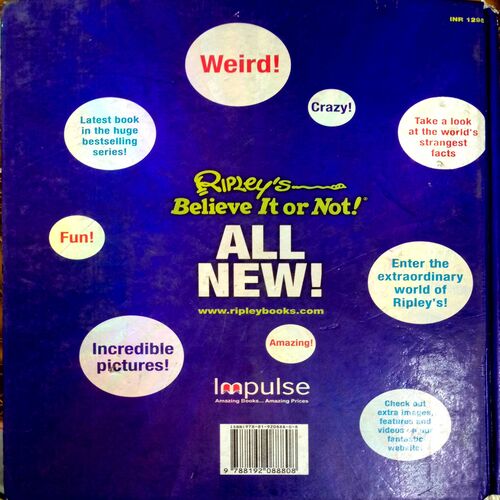 INR 1295
Weird!
Crazy!
Latest book
in the huge
bestselling
series!
Take a look
at the world's
strangest
facts
RIPLEY's
Believe It or Not!®
Fun!
ALL
NEW!
Enter the
extraordinary
world of
Ripley's!
www.ripleybooks.com
Incredible
pictures!
Amazing!
Impulse
Amazing Books... Amazing Prices
Check out
extra images,
features and
videos on our
fantastic
website!
9 788192 088808